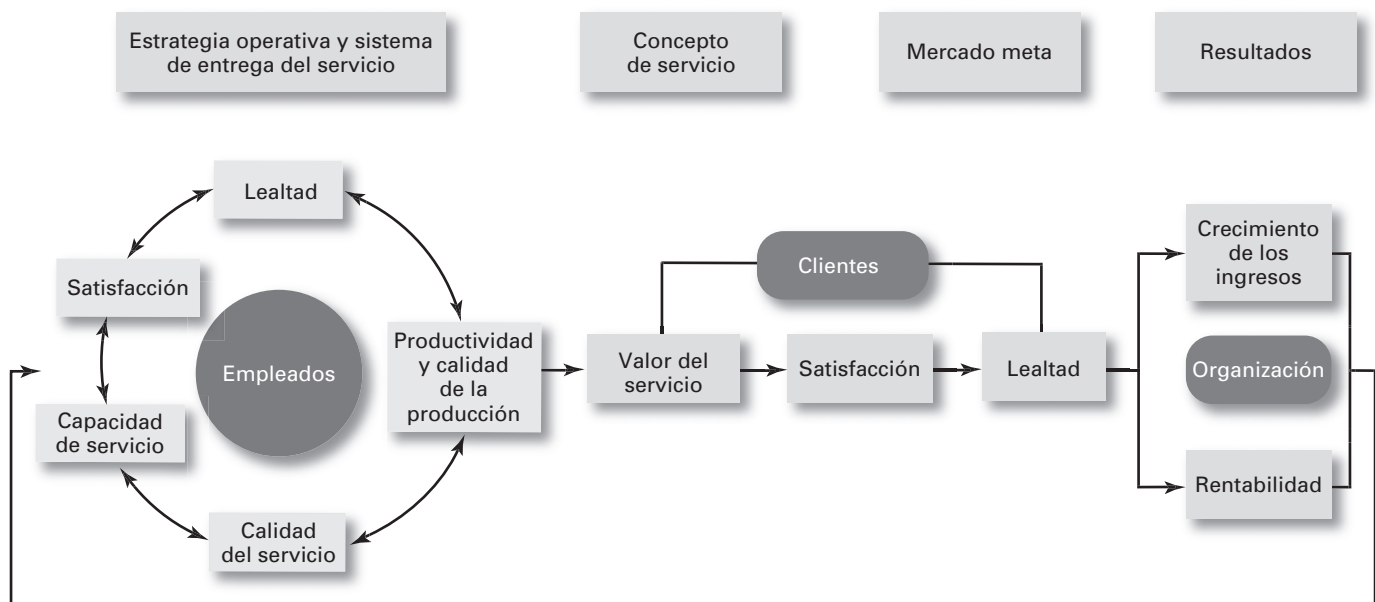 Estrategia operativa y sistema
de entrega del servicio
Concepto
de servicio
Mercado meta
Resultados
Lealtad
Satisfacción
Empleados
Capacidad
de servicio
Calidad
del servicio
Productividad
y calidad
de la
producción
Clientes
Valor del
servicio
Satisfacción
Lealtad
Crecimiento
de los
ingresos
Organización
Rentabilidad